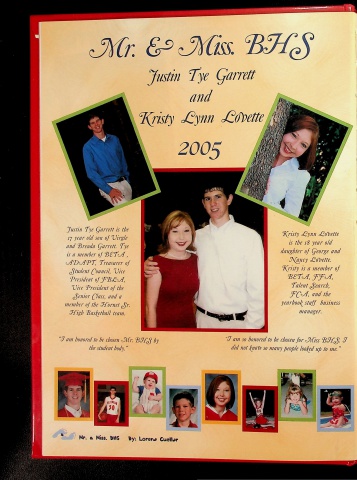 Mr. & Miss. BHS
Justin Tye Garrett
and
Kristy Lynn Lovette
2005
Justin Tye Garrett is the
17 year old son of Virgle
and Brenda Garrett. Tye
is a member of BETA,
ADAPT, Treasurer of
Student Council, Vice
President of FBLA,
Vice President of the
Senior Class, and a
member of the Hornet Sr.
High Basketball team.
Kristy Lynn Lovette
is the 18 year old
daughter of George and
Nancy Lovette.
Kristy is a member of
BETA, FFA,
Talent Search,
FCA, and the
yearbook staff business
manager.
"I am honored to be chosen Mr. BHS by
the student body."
"I am so honored to be chosen for Miss BHS. I
did not know so many people looked up to me."
Mr. & Miss. BHS By: Lorena Cuellar